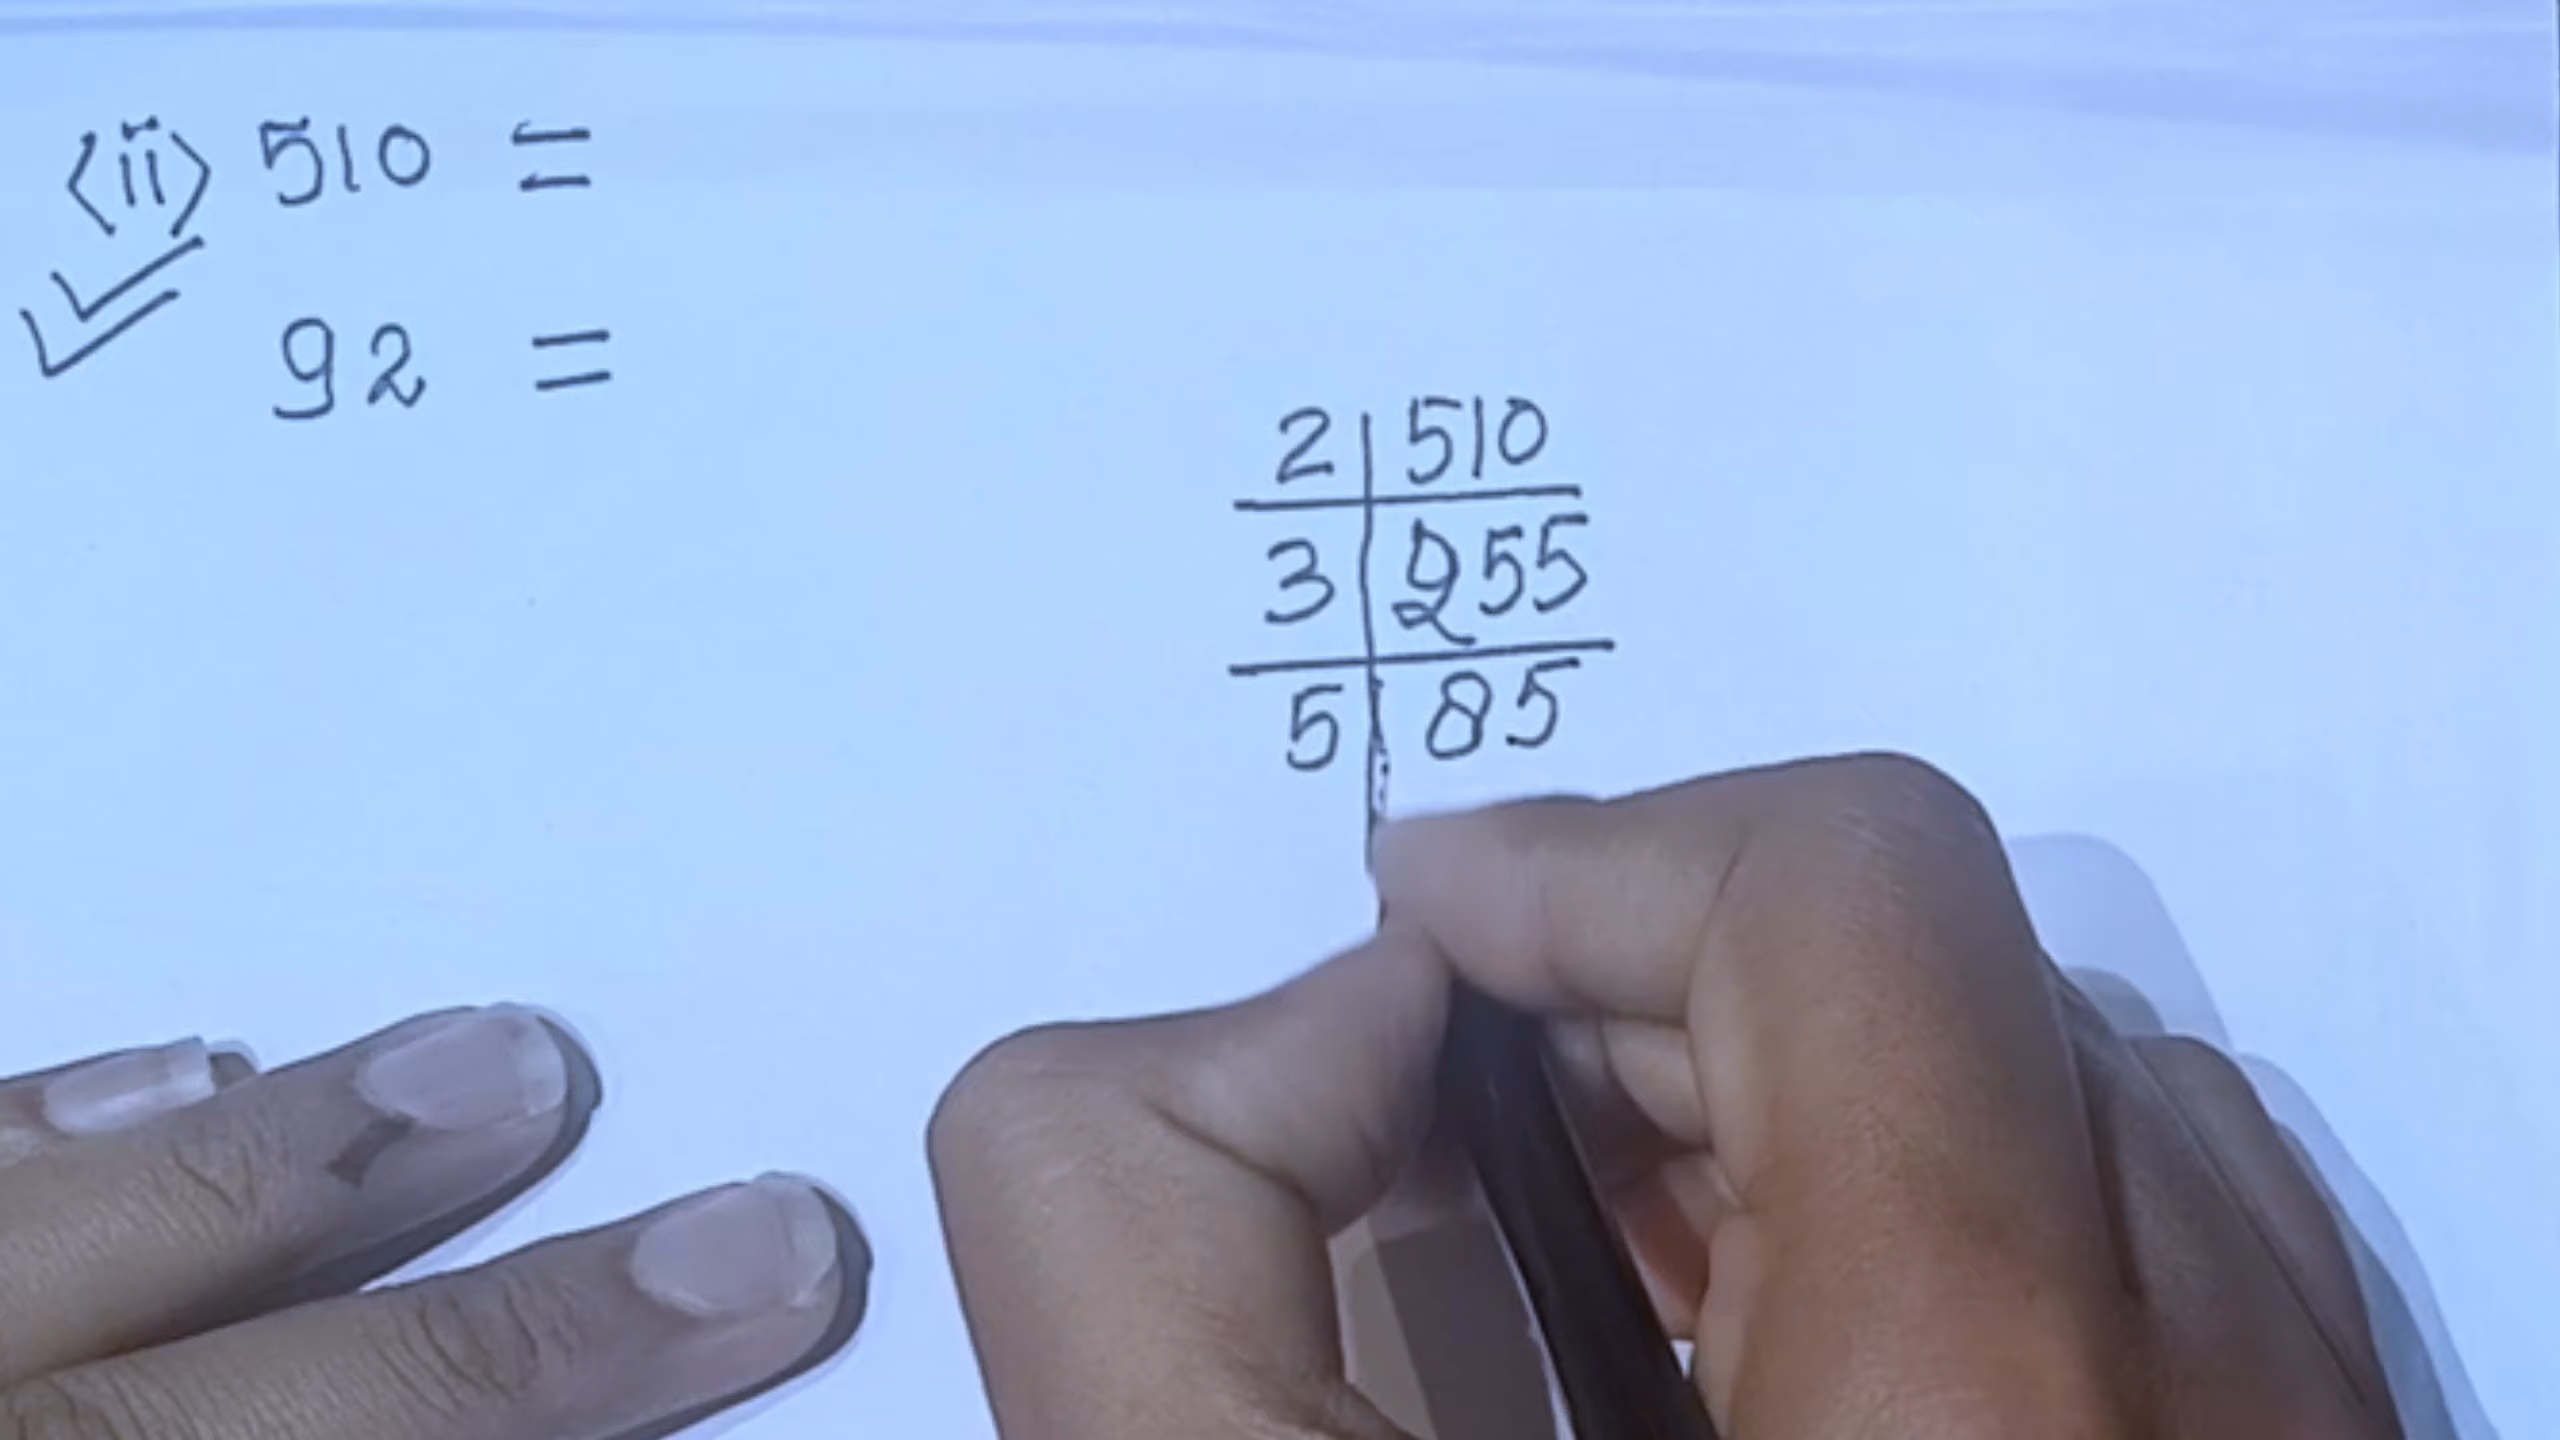 (ii) 510 =
92 =
2 | 510
3 | 255
5 | 85